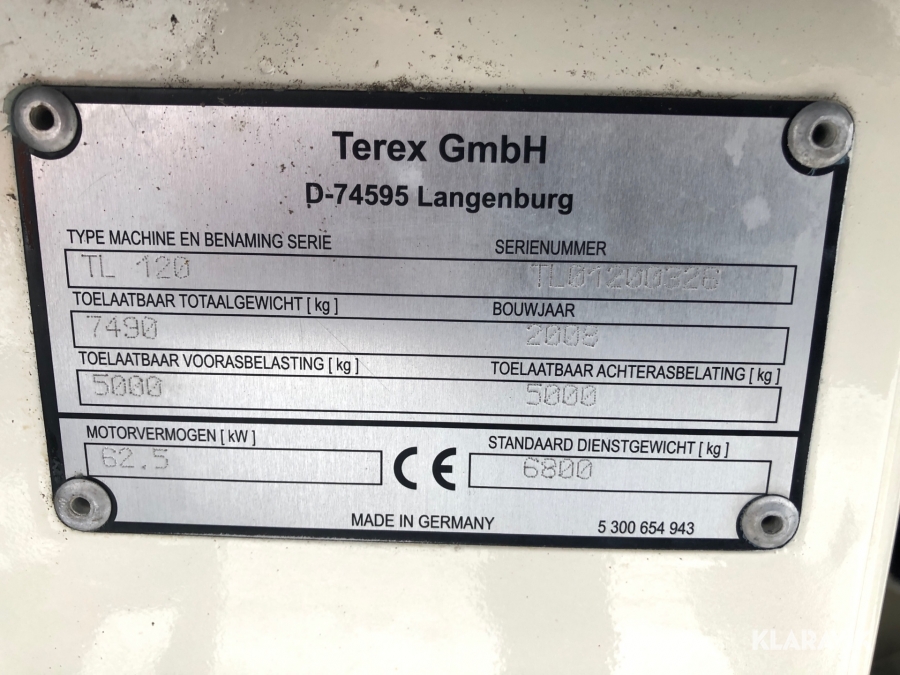 Terex GmbH
D-74595 Langenburg
TYPE MACHINE EN BENAMING SERIE SERIENUMMER
TL 120 TL01200328
TOELAATBAAR TOTAALGEWICHT [ kg ] BOUWJAAR
7490 2008
TOELAATBAAR VOORASBELASTING [ kg ] TOELAATBAAR ACHTERASBELATING [ kg ]
5000 5000
MOTORVERMOGEN [ kW ] STANDAARD DIENSTGEWICHT [ kg ]
62.5 CE 6800
MADE IN GERMANY 5 300 654 943